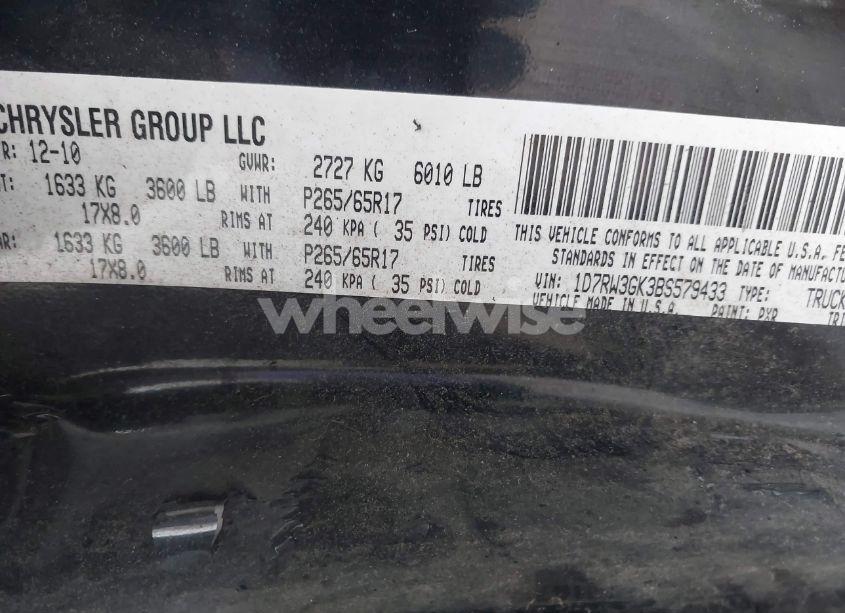 CHRYSLER GROUP LLC
R: 12-10 GVWR: 2727 KG 6010 LB
T: 1633 KG 3600 LB WITH P265/65R17 TIRES
17X8.0 RIMS AT 240 KPA ( 35 PSI) COLD
AR: 1633 KG 3600 LB WITH P265/65R17 TIRES
17X8.0 RIMS AT 240 KPA ( 35 PSI) COLD
THIS VEHICLE CONFORMS TO ALL APPLICABLE U.S.A. FE
STANDARDS IN EFFECT ON THE DATE OF MANUFACTU
VIN: 1D7RW3GK3BS579433 TYPE: TRUCK
VEHICLE MADE IN U.S.A. PAINT: PXR TRI
wheelwise